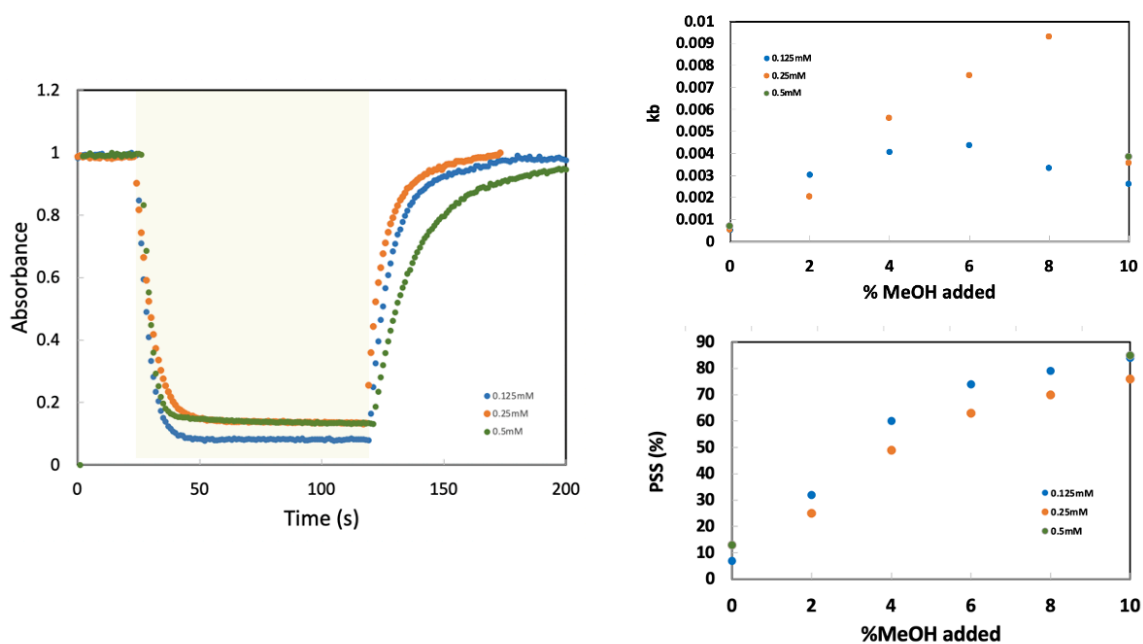 Absorbance
1.2
1
0.8
0.6
0.4
0.2
0
0 50 100 150 200
Time (s)
0.125mM
0.25mM
0.5mM
kb
0.01
0.009
0.008
0.007
0.006
0.005
0.004
0.003
0.002
0.001
0
0 2 4 6 8 10
% MeOH added
0.125mM
0.25mM
0.5mM
PSS (%)
90
80
70
60
50
40
30
20
10
0
0 2 4 6 8 10
%MeOH added
0.125mM
0.25mM
0.5mM